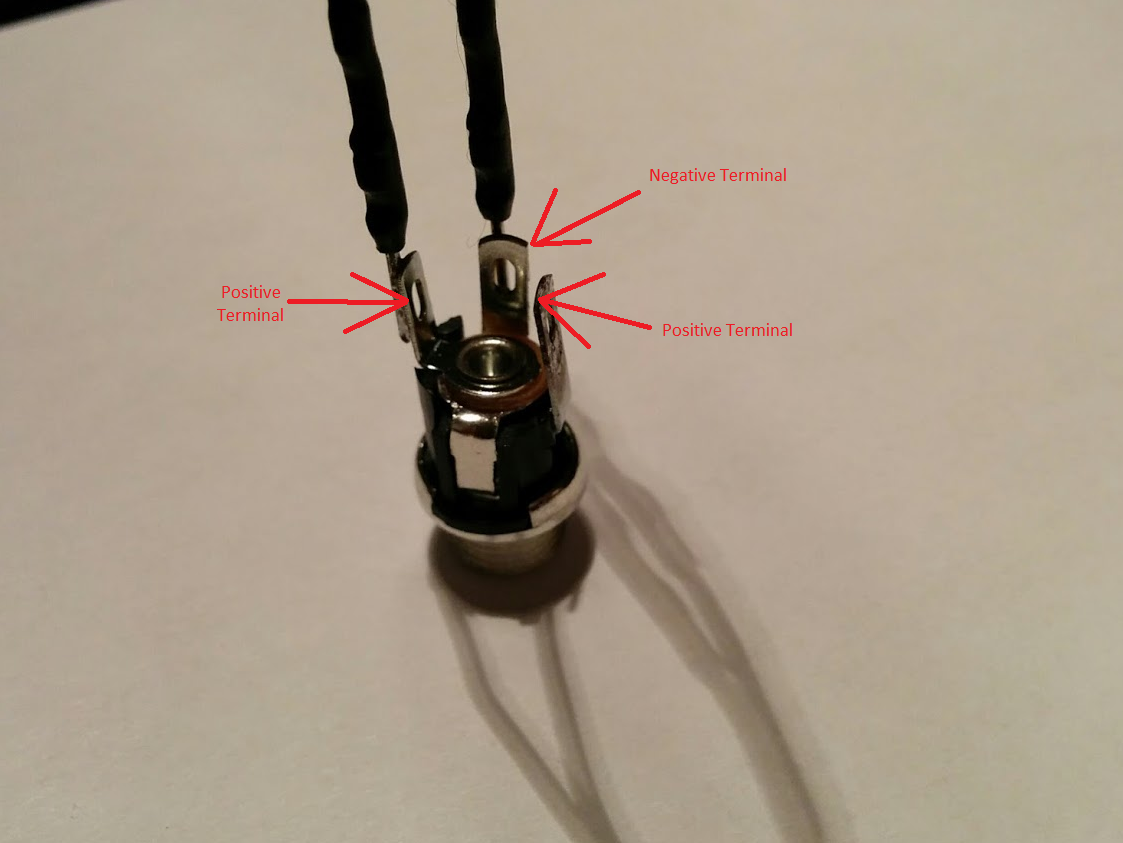 Negative Terminal
Positive
Terminal
Positive Terminal